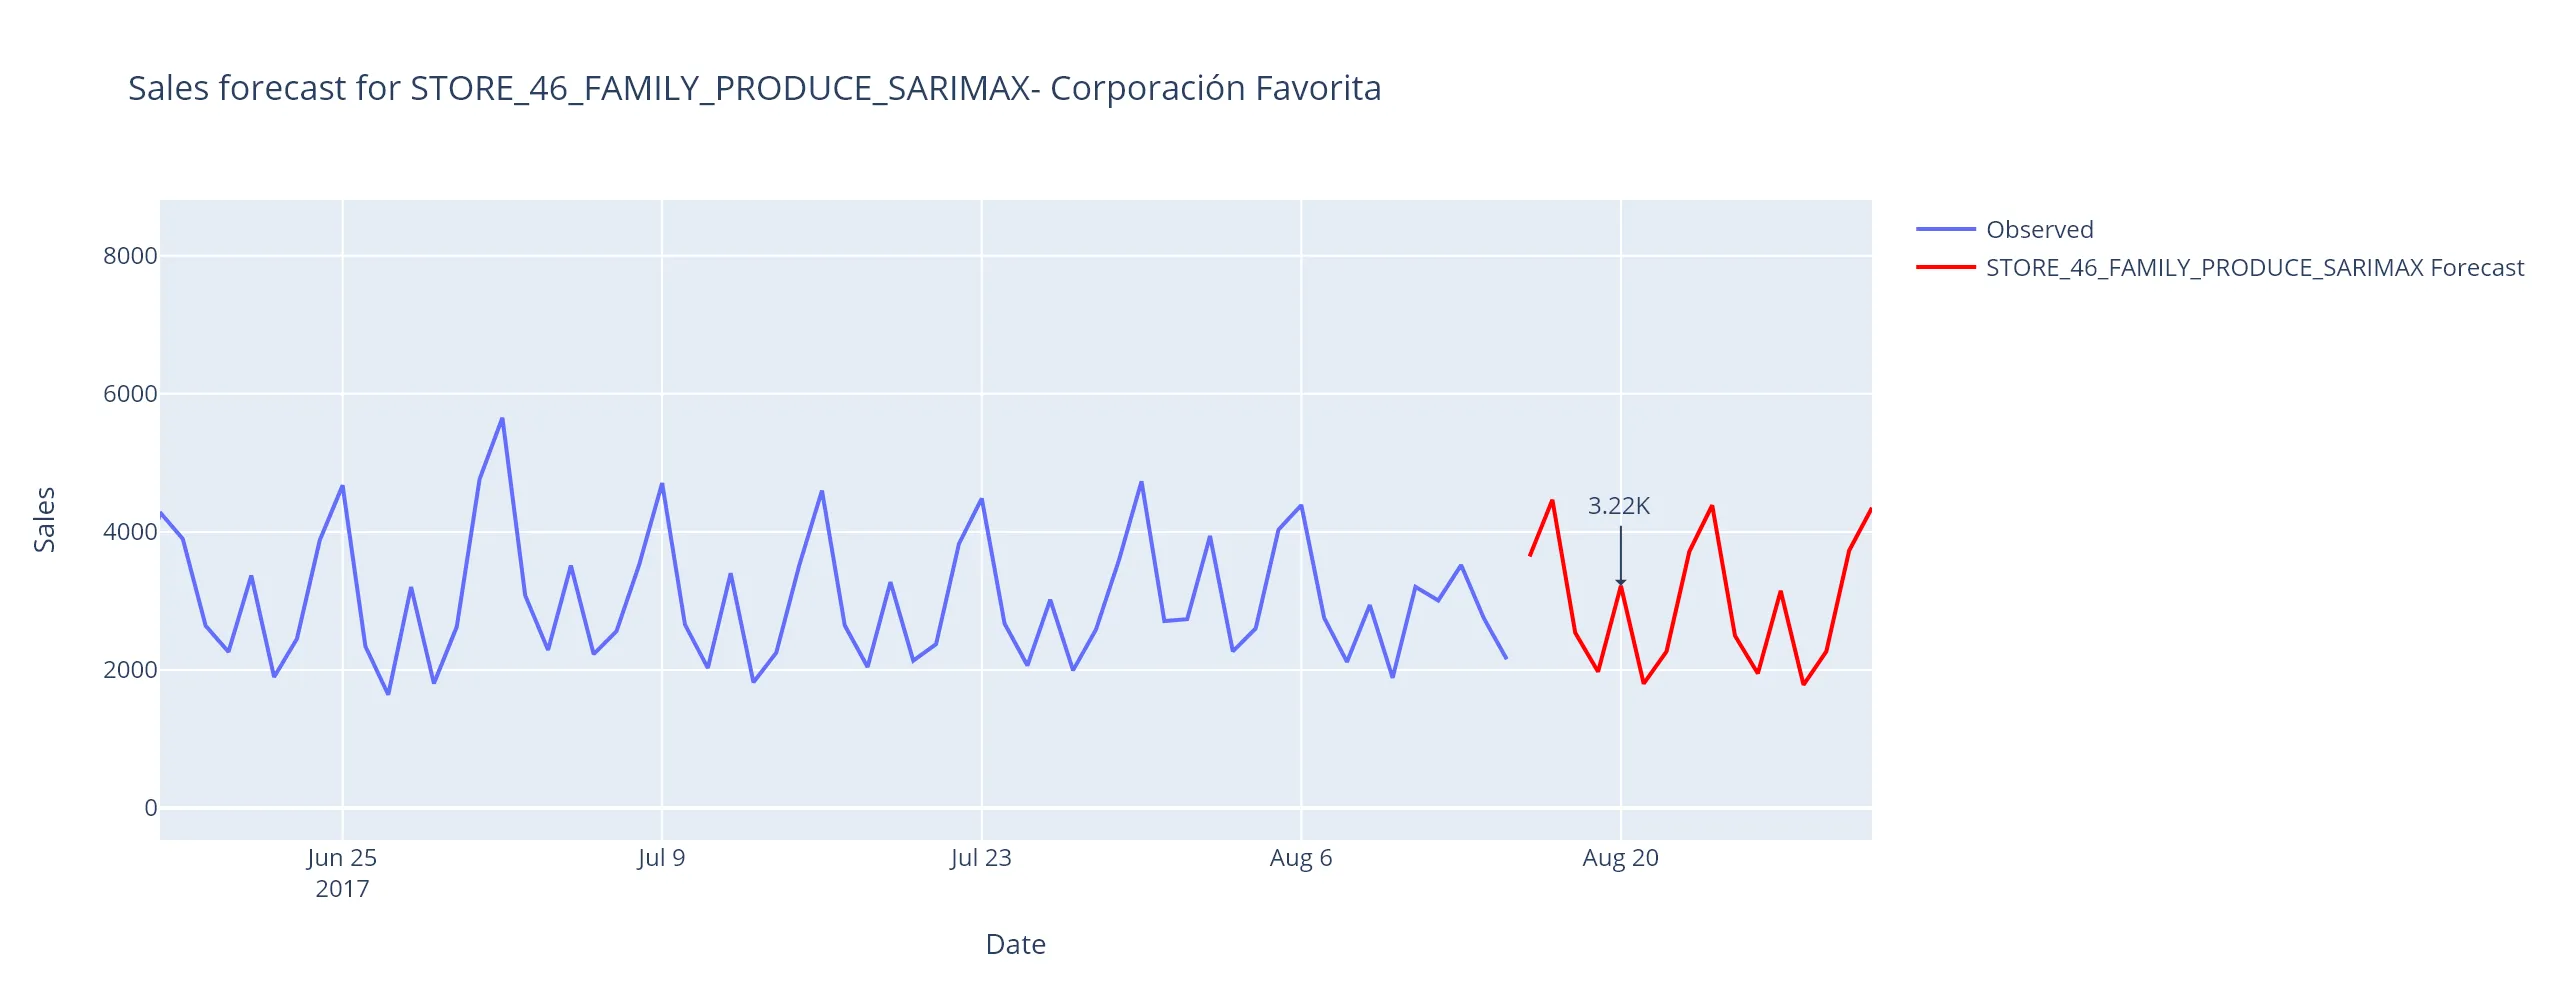 Sales forecast for STORE_46_FAMILY_PRODUCE_SARIMAX- Corporación Favorita
Observed
STORE_46_FAMILY_PRODUCE_SARIMAX Forecast
8000
6000
4000
2000
0
Sales
3.22K
Jun 25
2017
Jul 9
Jul 23
Aug 6
Aug 20
Date